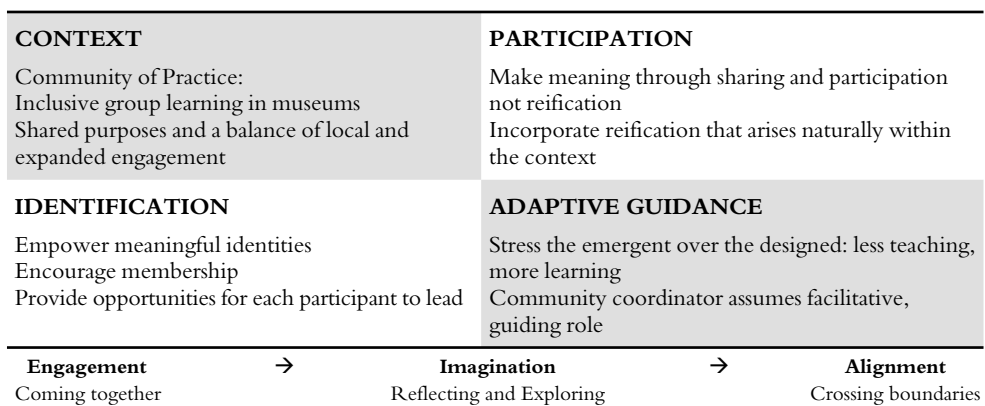 CONTEXT
Community of Practice:
Inclusive group learning in museums
Shared purposes and a balance of local and
expanded engagement
PARTICIPATION
Make meaning through sharing and participation
not reification
Incorporate reification that arises naturally within
the context
IDENTIFICATION
Empower meaningful identities
Encourage membership
Provide opportunities for each participant to lead
ADAPTIVE GUIDANCE
Stress the emergent over the designed: less teaching,
more learning
Community coordinator assumes facilitative,
guiding role
Engagement → Imagination → Alignment
Coming together Reflecting and Exploring Crossing boundaries